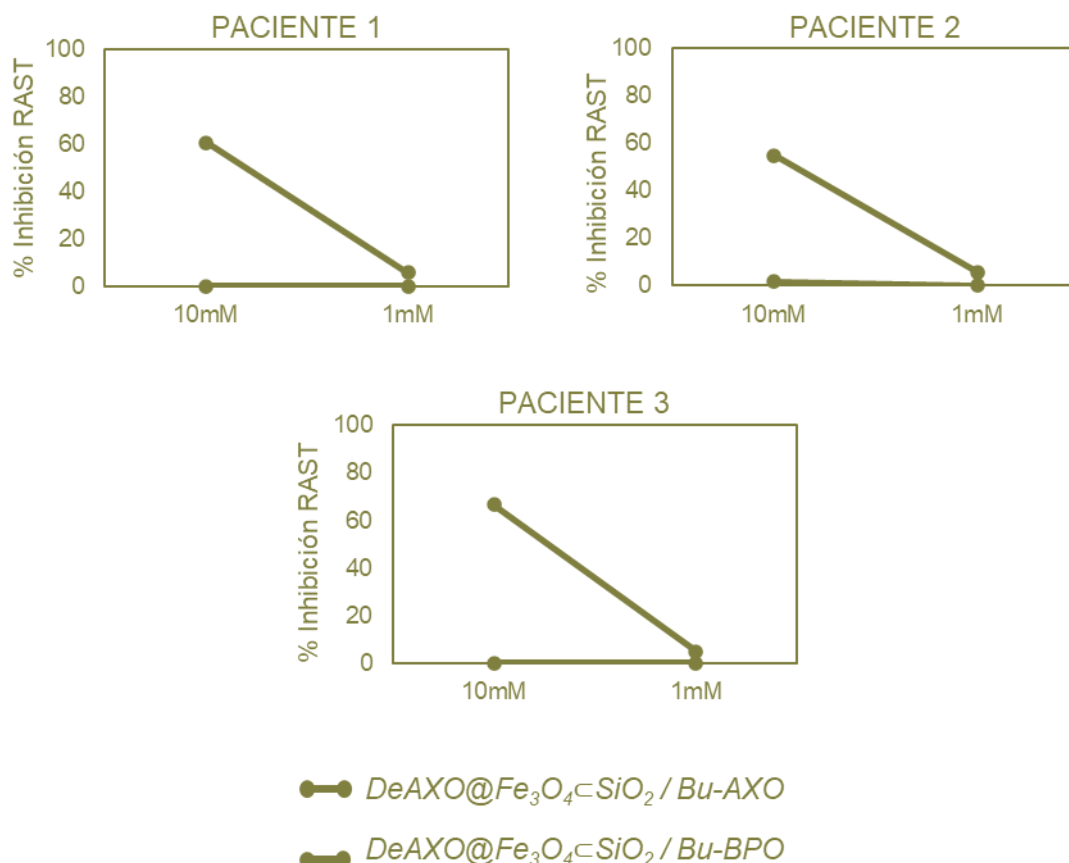 PACIENTE 1
% Inhibición RAST
100
80
60
40
20
0
10mM 1mM
PACIENTE 2
% Inhibición RAST
100
80
60
40
20
0
10mM 1mM
PACIENTE 3
% Inhibición RAST
100
80
60
40
20
0
10mM 1mM
DeAXO@Fe₃O₄⊂SiO₂ / Bu-AXO
DeAXO@Fe₃O₄⊂SiO₂ / Bu-BPO